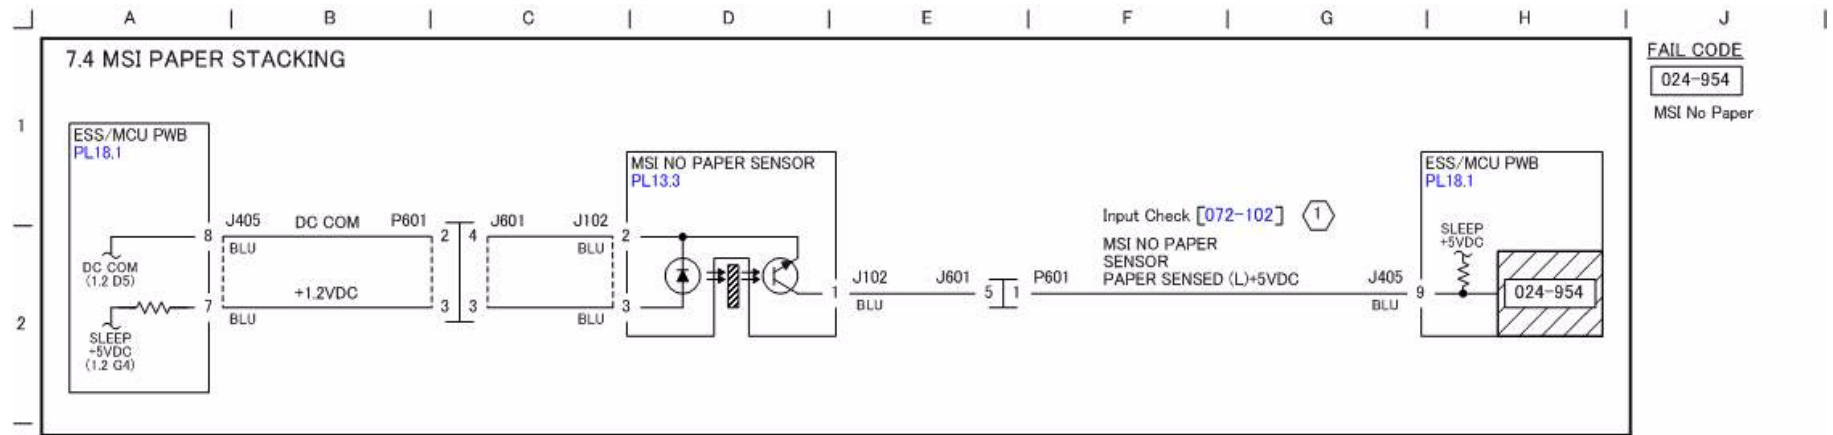 A B C D E F G H J
7.4 MSI PAPER STACKING
FAIL CODE
024-954
MSI No Paper
1
ESS/MCU PWB
PL18.1
MSI NO PAPER SENSOR
PL13.3
ESS/MCU PWB
PL18.1
Input Check [072-102] 1
J405 DC COM P601 J601 J102
8 2 4 2
BLU BLU
MSI NO PAPER
SENSOR
PAPER SENSED (L)+5VDC
SLEEP
+5VDC
DC COM
(1.2 D5)
+1.2VDC
J102 J601 P601 J405
1 5 1 9
BLU BLU
024-954
2
7 3 3 3
BLU BLU
SLEEP
+5VDC
(1.2 G4)